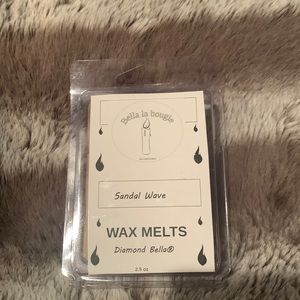 Bella la bougie
Sandal Wave
WAX MELTS
Diamond Bella®
2.5 oz